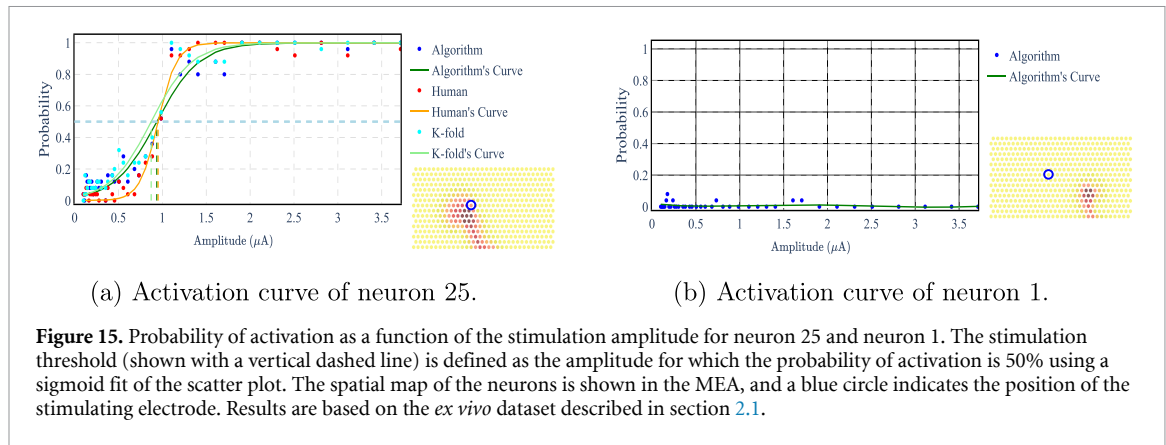 1
0.8
0.6
0.4
0.2
0
Probability
0
0.5
1
1.5
2
2.5
3
3.5
Amplitude (μA)
Algorithm
Algorithm's Curve
Human
Human's Curve
K-fold
K-fold's Curve
(a) Activation curve of neuron 25.
1
0.8
0.6
0.4
0.2
0
Probability
0
0.5
1
1.5
2
2.5
3
3.5
Amplitude (μA)
Algorithm
Algorithm's Curve
(b) Activation curve of neuron 1.
Figure 15. Probability of activation as a function of the stimulation amplitude for neuron 25 and neuron 1. The stimulation
threshold (shown with a vertical dashed line) is defined as the amplitude for which the probability of activation is 50% using a
sigmoid fit of the scatter plot. The spatial map of the neurons is shown in the MEA, and a blue circle indicates the position of the
stimulating electrode. Results are based on the ex vivo dataset described in section 2.1.